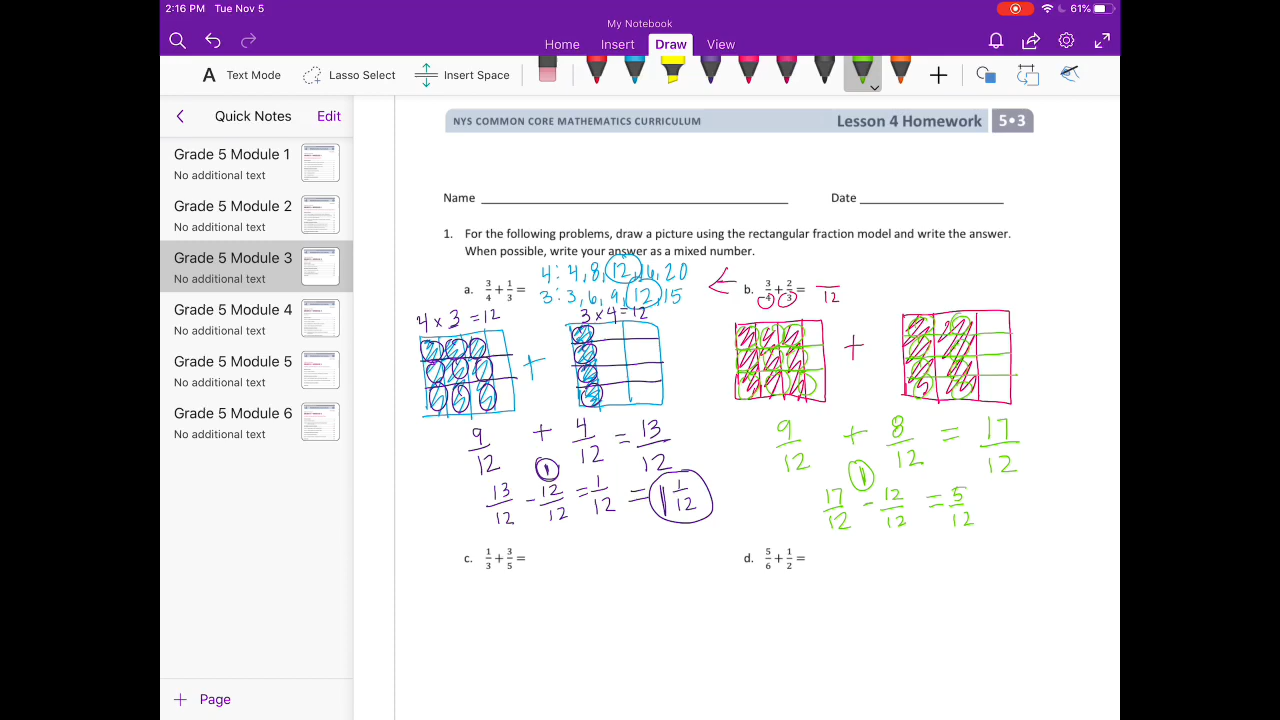 2:16 PM Tue Nov 5 61%
My Notebook
Home Insert Draw View
A Text Mode Lasso Select Insert Space
Quick Notes Edit
Grade 5 Module 1
No additional text
Grade 5 Module 2
No additional text
Grade 5 Module 3
No additional text
Grade 5 Module 4
No additional text
Grade 5 Module 5
No additional text
Grade 5 Module 6
No additional text
+ Page
NYS COMMON CORE MATHEMATICS CURRICULUM Lesson 4 Homework 5•3
Name Date
1. For the following problems, draw a picture using the rectangular fraction model and write the answer.
When possible, write your answer as a mixed number.
4: 4, 8, 12, 16, 20
a. 3/4 + 1/3 = 3: 3, 6, 9, 12, 15
4 x 3 = 12 3 x 4 = 12
+
9/12 + 4/12 = 13/12
1
13/12 - 12/12 = 1/12 = 1 1/12
b. 3/4 + 2/3 = /12
+
9/12 + 8/12 = 17/12
1
17/12 - 12/12 = 5/12
c. 1/3 + 3/5 =
d. 5/6 + 1/2 =